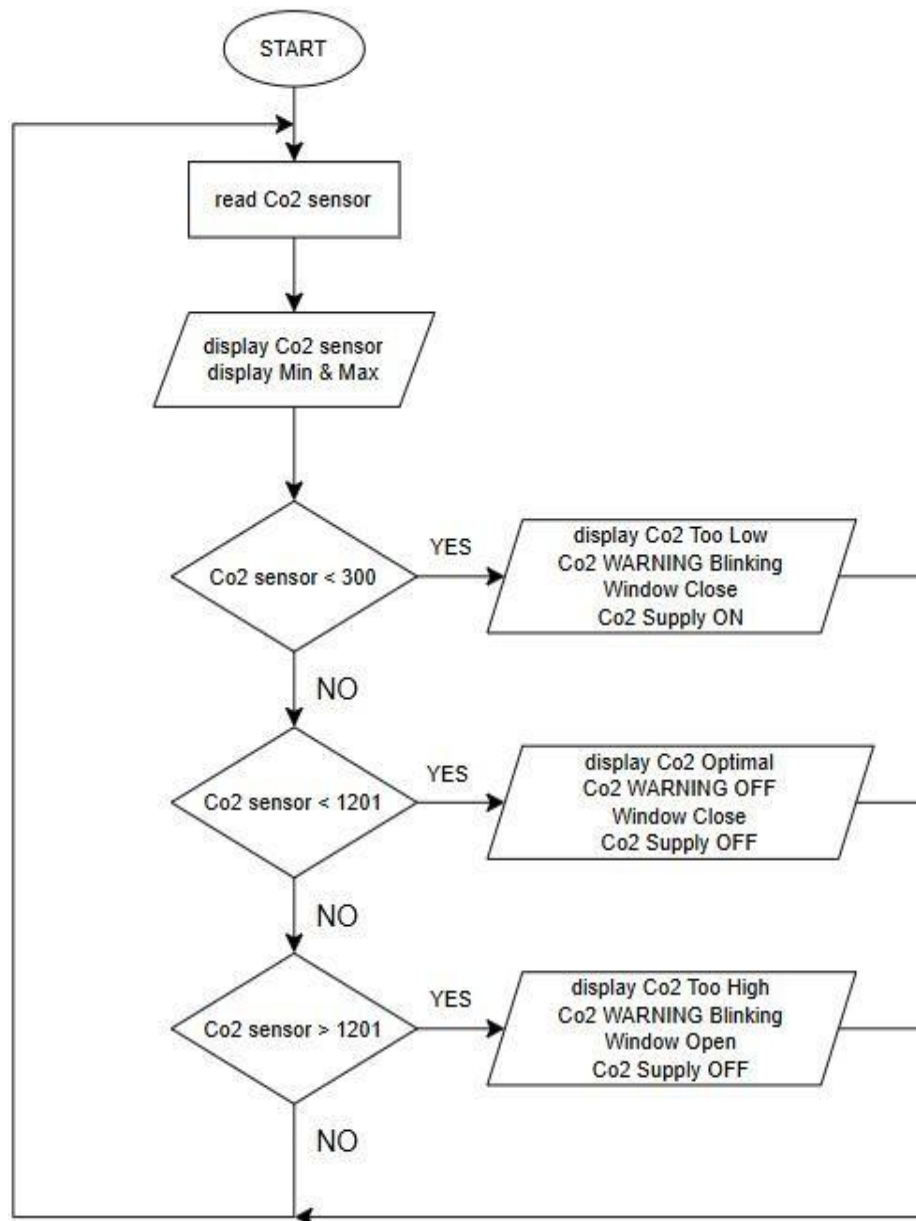 START
read Co2 sensor
display Co2 sensor
display Min & Max
Co2 sensor < 300
YES
display Co2 Too Low
Co2 WARNING Blinking
Window Close
Co2 Supply ON
NO
Co2 sensor < 1201
YES
display Co2 Optimal
Co2 WARNING OFF
Window Close
Co2 Supply OFF
NO
Co2 sensor > 1201
YES
display Co2 Too High
Co2 WARNING Blinking
Window Open
Co2 Supply OFF
NO